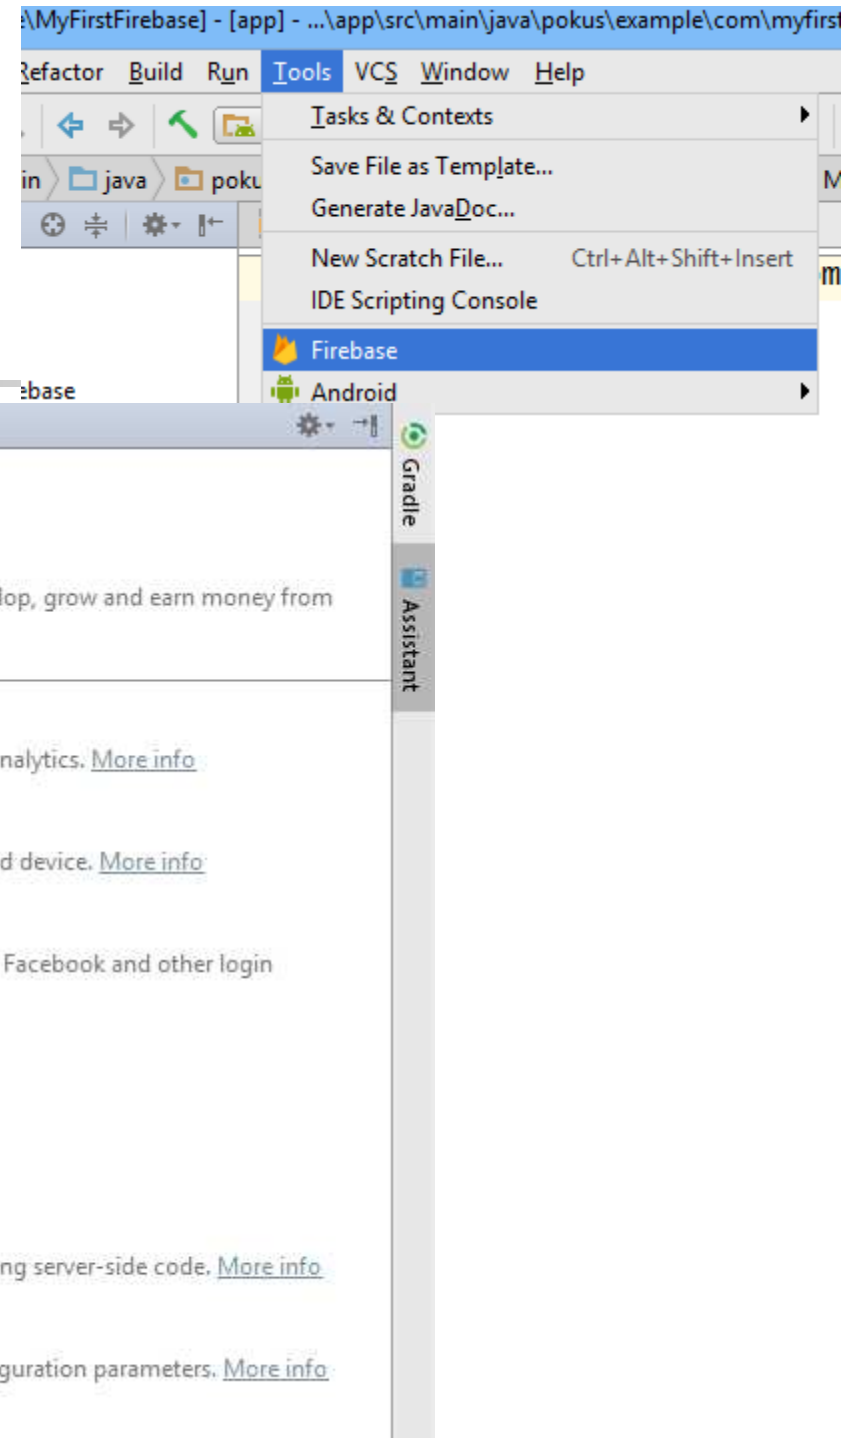 \MyFirstFirebase] - [app] - ...\app\src\main\java\pokus\example\com\myfirst
Refactor Build Run Tools VCS Window Help
Tasks & Contexts
in java poku M
Save File as Template...
Generate JavaDoc...
New Scratch File... Ctrl+Alt+Shift+Insert
om
IDE Scripting Console
Firebase
ebase
Android
Gradle
lop, grow and earn money from
Assistant
nalytics. More info
d device. More info
Facebook and other login
ng server-side code. More info
guration parameters. More info